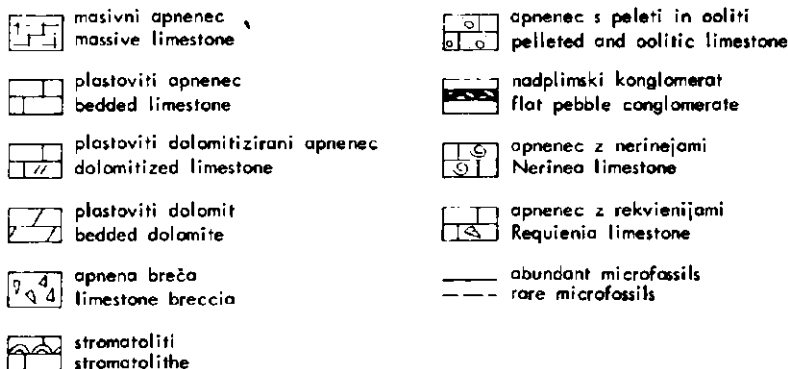 masivni apnenec
massive limestone
plastoviti apnenec
bedded limestone
plastoviti dolomitizirani apnenec
dolomitized limestone
plastoviti dolomit
bedded dolomite
apnena breča
limestone breccia
stromatoliti
stromatolithe
apnenec s peleti in ooliti
pelleted and oolitic limestone
nadplimski konglomerat
flat pebble conglomerate
apnenec z nerinejami
Nerinea limestone
apnenec z rekvienijami
Requienia limestone
abundant microfossils
rare microfossils